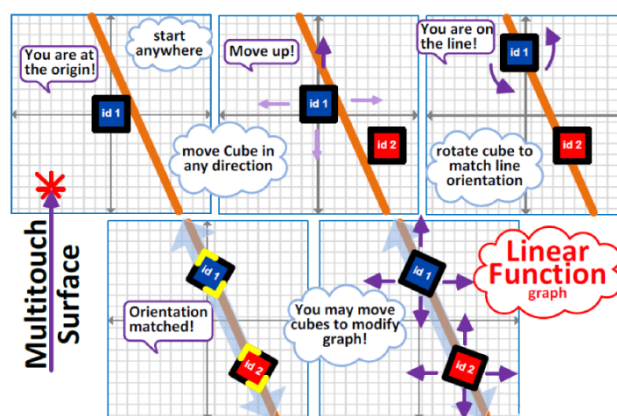 You are at
the origin!
start
anywhere
id 1
Move up!
id 1
id 2
move Cube in
any direction
You are on
the line!
id 1
id 2
rotate cube to
match line
orientation
Multitouch
Surface
id 1
id 2
Orientation
matched!
id 1
id 2
You may move
cubes to modify
graph!
Linear
Function
graph